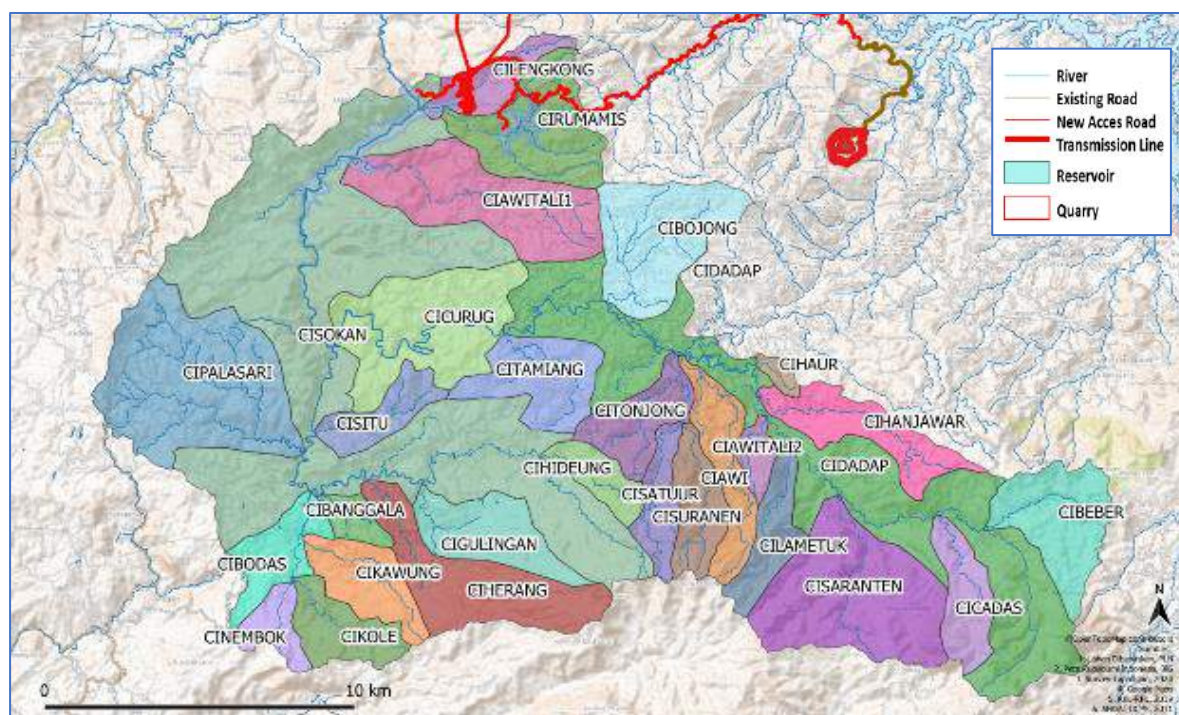 CILENGKONG
CIRUMAMIS
CIAWITALI1
CIBOJONG
CIDADAP
CISOKAN
CICURUG
CIPALASARI
CITAMIANG
CIHAUR
CISITU
CITONJONG
CIHANJAWAR
CIAWITALI2
CIHIDEUNG
CIAWI
CIDADAP
CISATUUR
CIBANGGALA
CISURANEN
CIBEBER
CIGULINGAN
CILAMETUK
CIBODAS
CIKAWUNG
CIHERANG
CISARANTEN
CICADAS
CINEMBOK
CIKOLE
River
Existing Road
New Acces Road
Transmission Line
Reservoir
Quarry
N
0 10 km